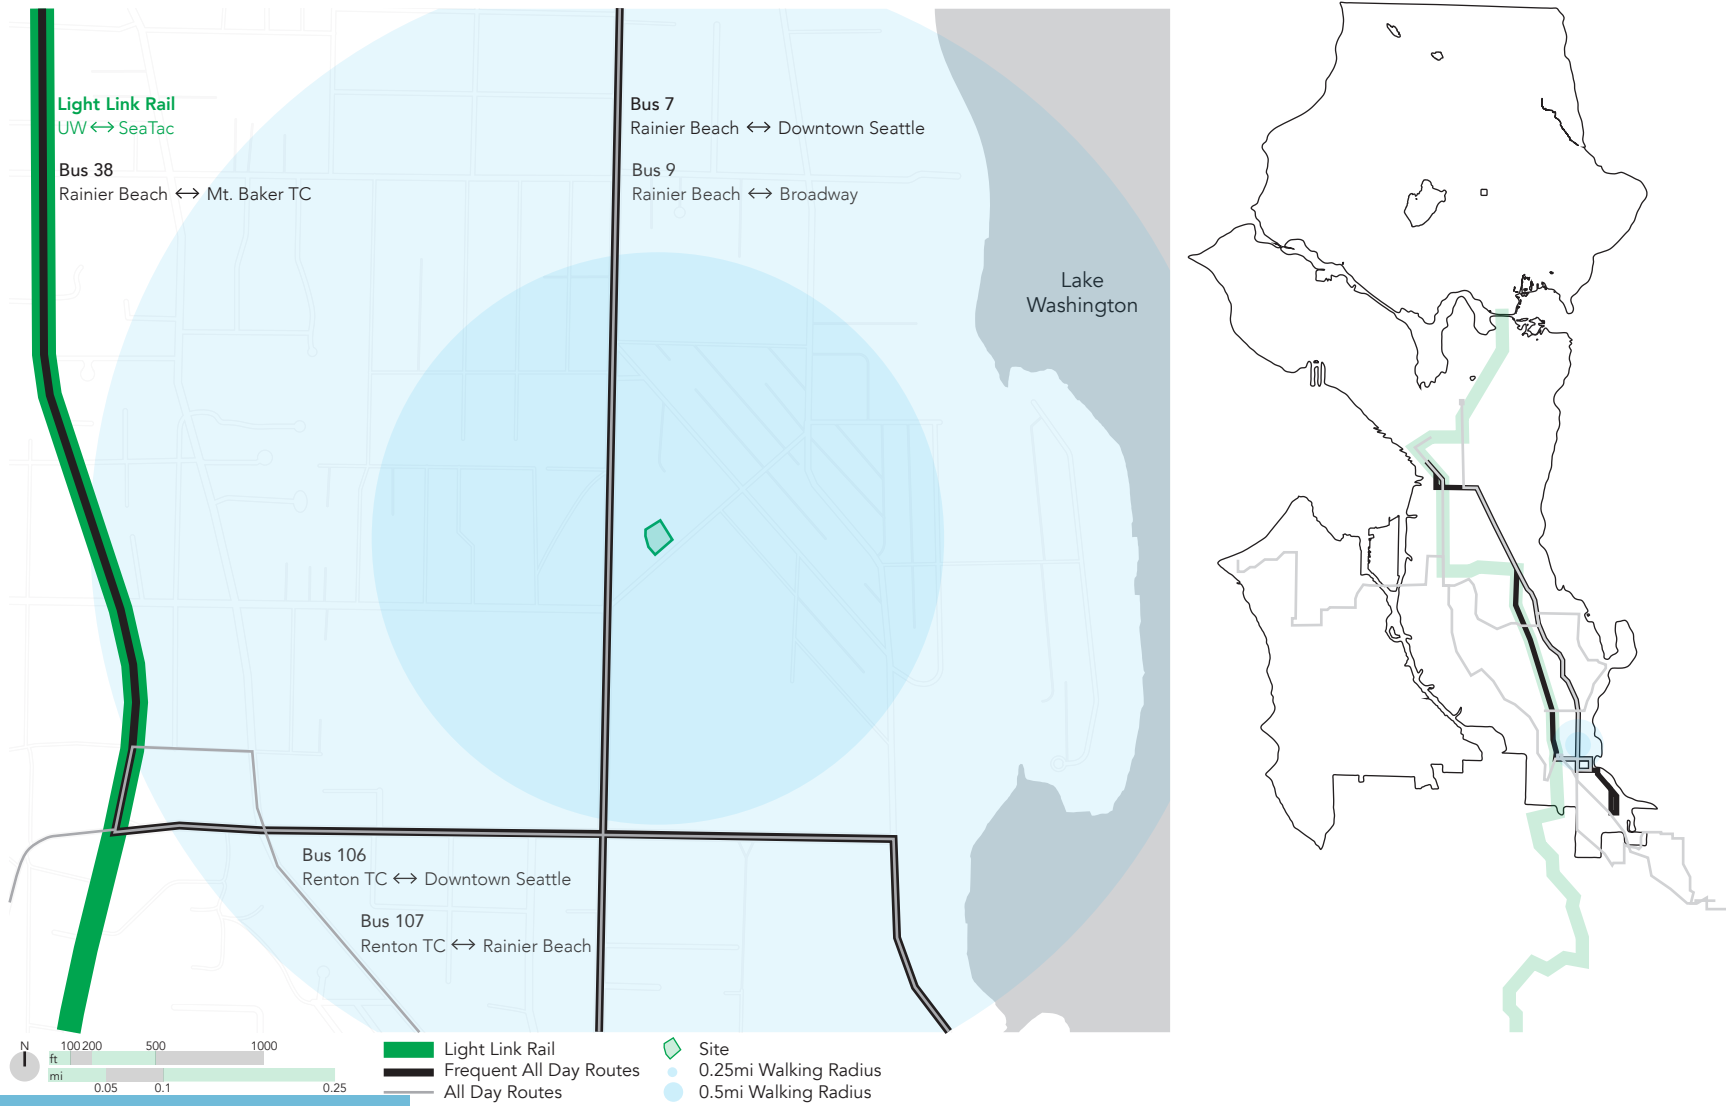 Light Link Rail
UW ↔ SeaTac
Bus 38
Rainier Beach ↔ Mt. Baker TC
Bus 7
Rainier Beach ↔ Downtown Seattle
Bus 9
Rainier Beach ↔ Broadway
Lake
Washington
Bus 106
Renton TC ↔ Downtown Seattle
Bus 107
Renton TC ↔ Rainier Beach
N
100 200 500 1000
ft
mi
0.05 0.1 0.25
Light Link Rail
Frequent All Day Routes
All Day Routes
Site
0.25mi Walking Radius
0.5mi Walking Radius